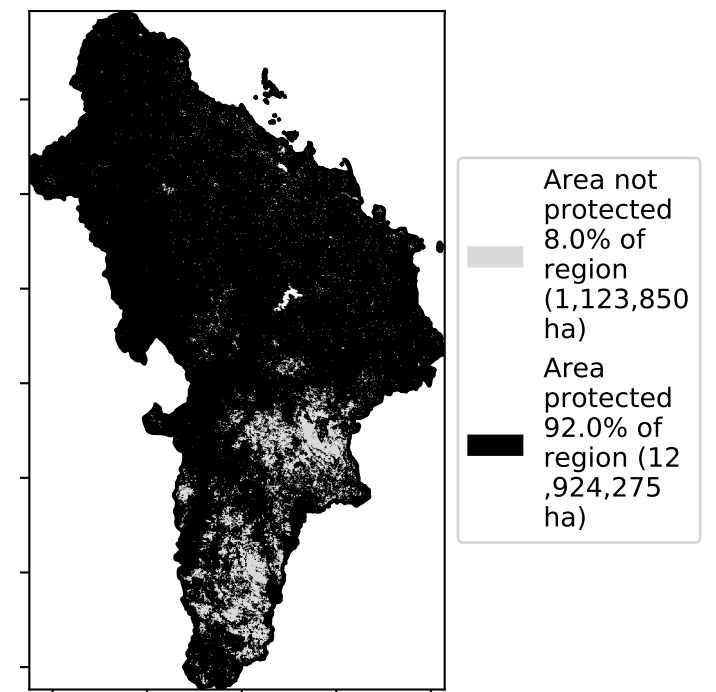 Area not
protected
8.0% of
region
(1,123,850
ha)
Area
protected
92.0% of
region (12
,924,275
ha)